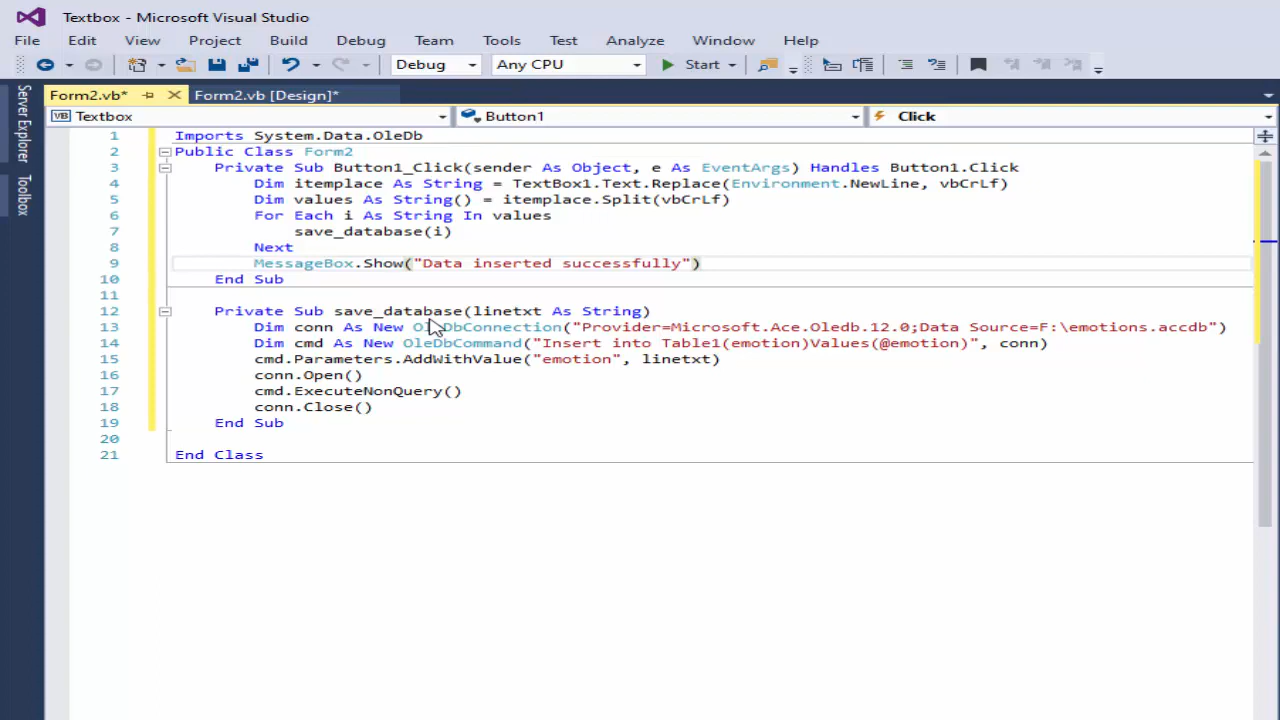 Textbox - Microsoft Visual Studio
File Edit View Project Build Debug Team Tools Test Analyze Window Help
Debug Any CPU Start
Server Explorer
Toolbox
Form2.vb* Form2.vb [Design]*
VB Textbox Button1 Click
1 Imports System.Data.OleDb
2 Public Class Form2
3 Private Sub Button1_Click(sender As Object, e As EventArgs) Handles Button1.Click
4 Dim itemplace As String = TextBox1.Text.Replace(Environment.NewLine, vbCrLf)
5 Dim values As String() = itemplace.Split(vbCrLf)
6 For Each i As String In values
7 save_database(i)
8 Next
9 MessageBox.Show("Data inserted successfully")
10 End Sub
11
12 Private Sub save_database(linetxt As String)
13 Dim conn As New OleDbConnection("Provider=Microsoft.Ace.Oledb.12.0;Data Source=F:\emotions.accdb")
14 Dim cmd As New OleDbCommand("Insert into Table1(emotion)Values(@emotion)", conn)
15 cmd.Parameters.AddWithValue("emotion", linetxt)
16 conn.Open()
17 cmd.ExecuteNonQuery()
18 conn.Close()
19 End Sub
20
21 End Class